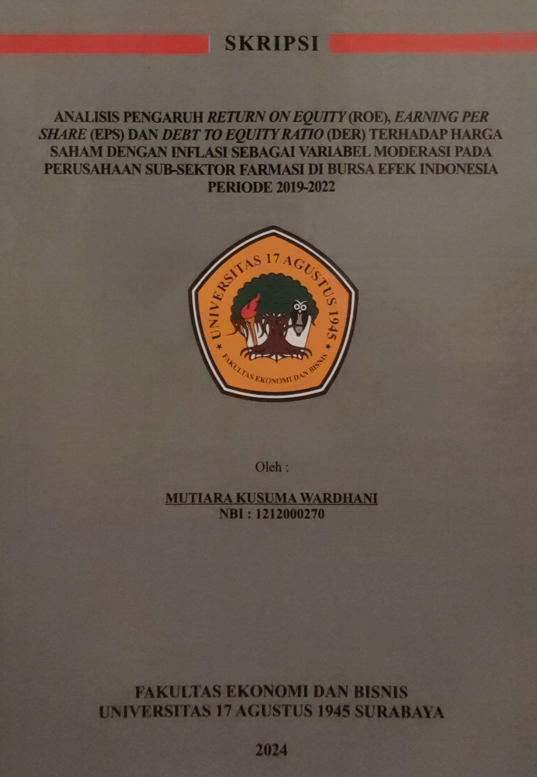 SKRIPSI
ANALISIS PENGARUH RETURN ON EQUITY (ROE), EARNING PER
SHARE (EPS) DAN DEBT TO EQUITY RATIO (DER) TERHADAP HARGA
SAHAM DENGAN INFLASI SEBAGAI VARIABEL MODERASI PADA
PERUSAHAAN SUB-SEKTOR FARMASI DI BURSA EFEK INDONESIA
PERIODE 2019-2022
UNIVERSITAS 17 AGUSTUS 1945
FAKULTAS EKONOMI DAN BISNIS
Oleh :
MUTIARA KUSUMA WARDHANI
NBI : 1212000270
FAKULTAS EKONOMI DAN BISNIS
UNIVERSITAS 17 AGUSTUS 1945 SURABAYA
2024